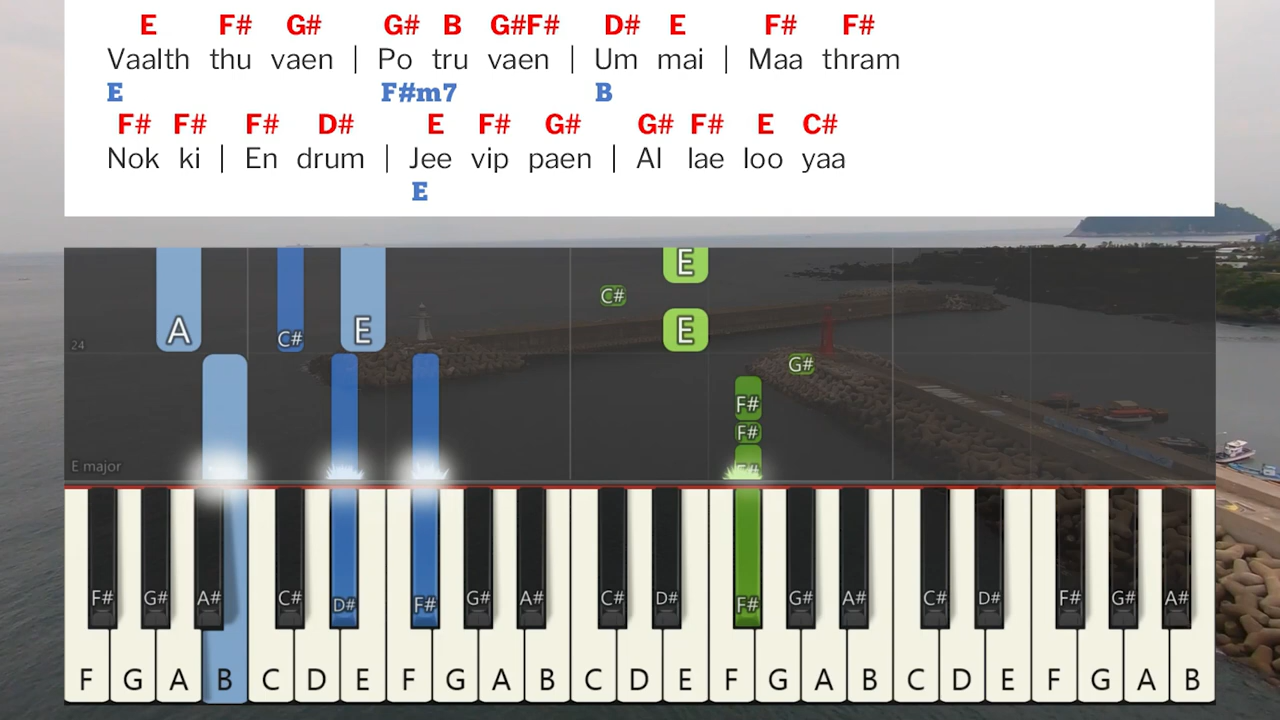 E F# G# G# B G#F# D# E F# F#
Vaalth thu vaen | Po tru vaen | Um mai | Maa thram
E F#m7 B
F# F# F# D# E F# G# G# F# E C#
Nok ki | En drum | Jee vip paen | Al lae loo yaa
E
E
C#
A C# E E
24
G#
F#
F#
E major F#
F# G# A# C# D# F# G# A# C# D# F# G# A# C# D# F# G# A#
F G A B C D E F G A B C D E F G A B C D E F G A B